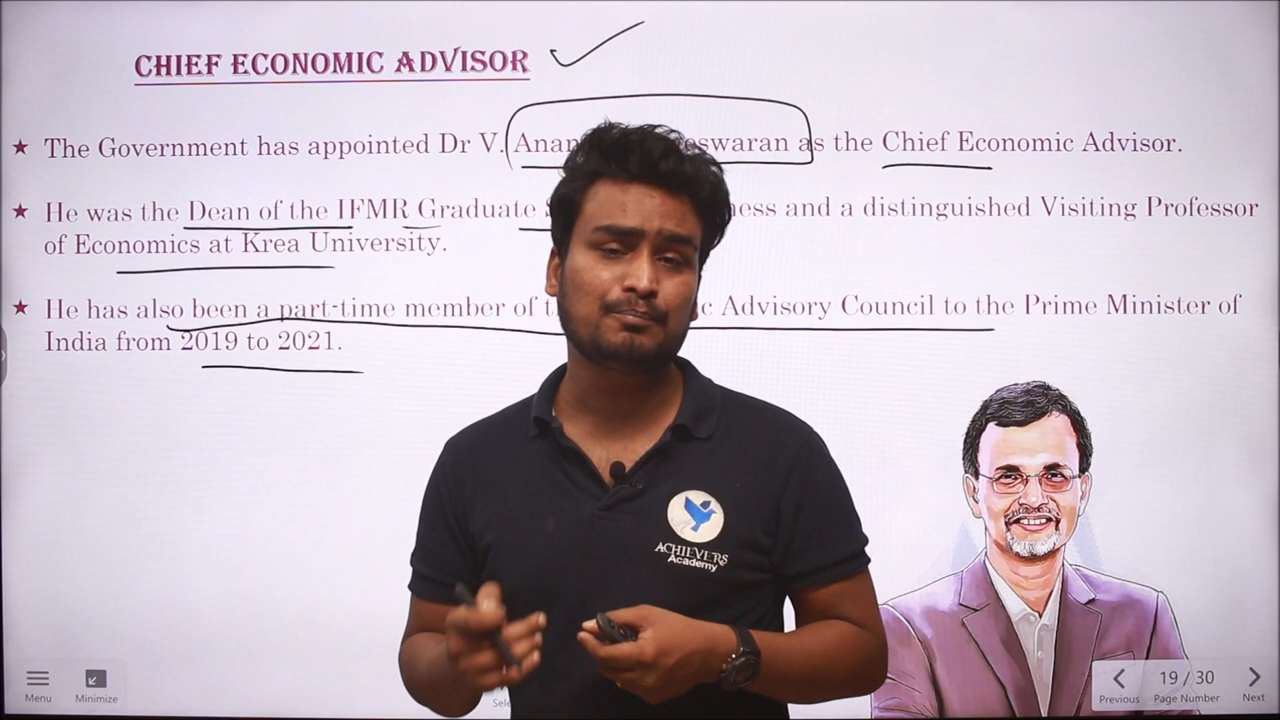 CHIEF ECONOMIC ADVISOR
★ The Government has appointed Dr V. as the Chief Economic Advisor.
★ He was the Dean of the IFMR Graduate and a distinguished Visiting Professor
of Economics at Krea University.
★ He has also been a part-time member of Advisory Council to the Prime Minister of
India from 2019 to 2021.
ACHIEVERS
Academy
Menu
Minimize
Previous
19 / 30
Page Number
Next